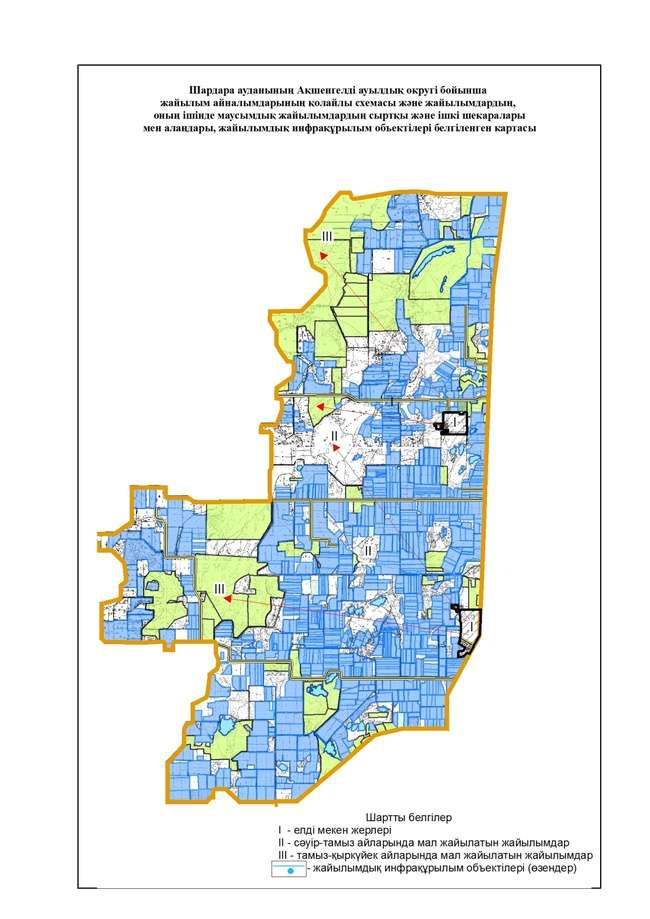 Шардара ауданының Ақшеңгелді ауылдық округі бойынша
жайылым айналымдарының қолайлы схемасы және жайылымдардың,
оның ішінде маусымдық жайылымдардың сыртқы және ішкі шекаралары
мен алаңдары, жайылымдық инфрақұрылым объектілері белгіленген картасы
III
I
II
II
III
Шартты белгілер
I - елді мекен жерлері
II - сәуір-тамыз айларында мал жайылатын жайылымдар
III - тамыз-қыркүйек айларында мал жайылатын жайылымдар
- жайылымдық инфрақұрылым объектілері (өзендер)